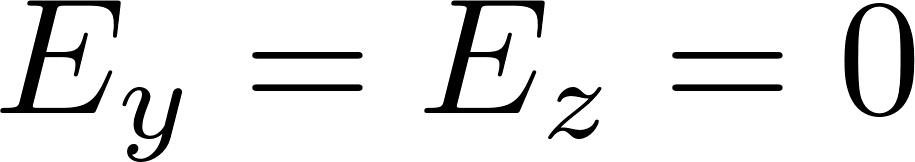 E_y = E_z = 0